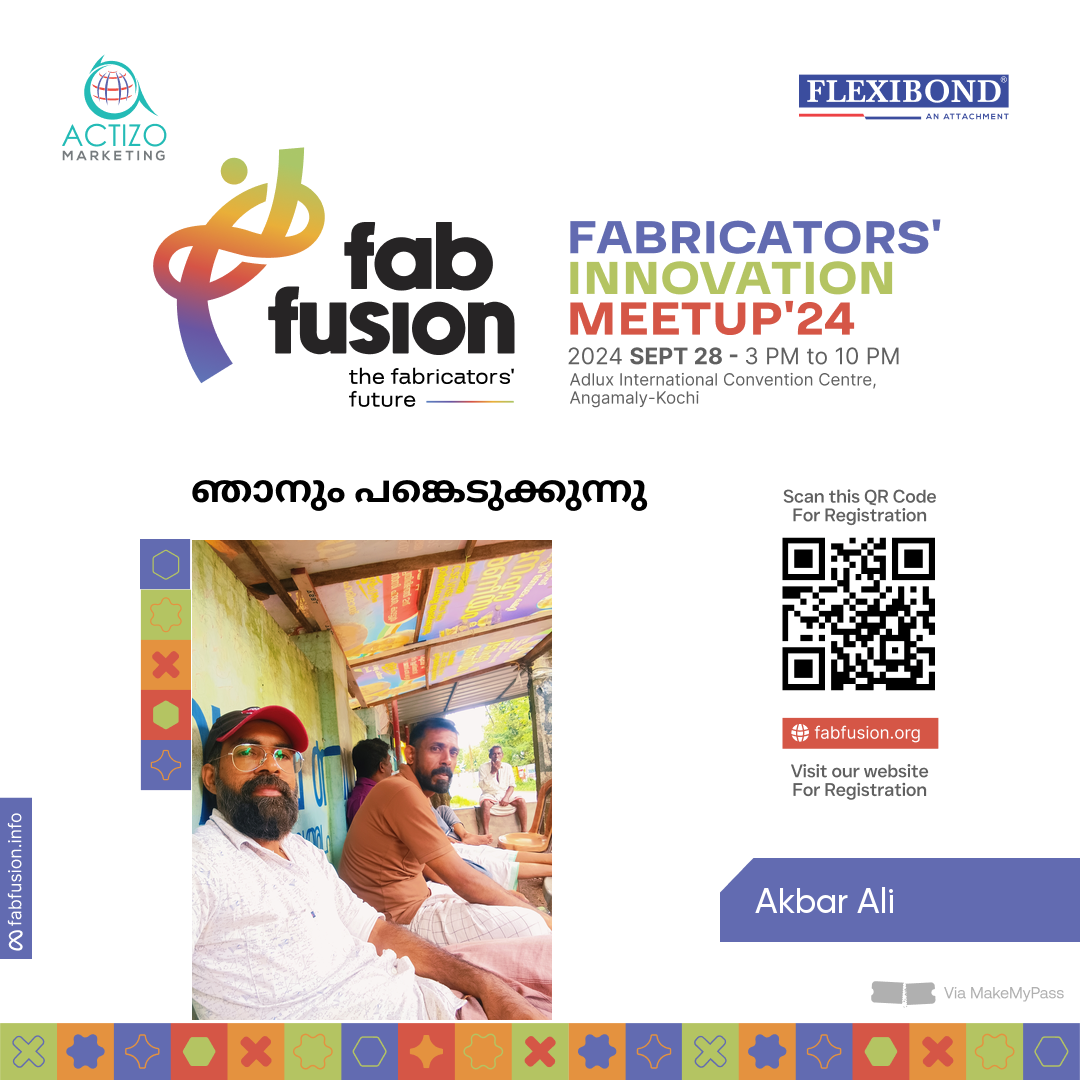 ACTIZO
MARKETING
FLEXIBOND®
AN ATTACHMENT
fab
fusion
the fabricators'
future
FABRICATORS'
INNOVATION
MEETUP'24
2024 SEPT 28 - 3 PM to 10 PM
Adlux International Convention Centre,
Angamaly-Kochi
ഞാനും പങ്കെടുക്കുന്നു
Scan this QR Code
For Registration
fabfusion.org
Visit our website
For Registration
fabfusion.info
Akbar Ali
Via MakeMyPass